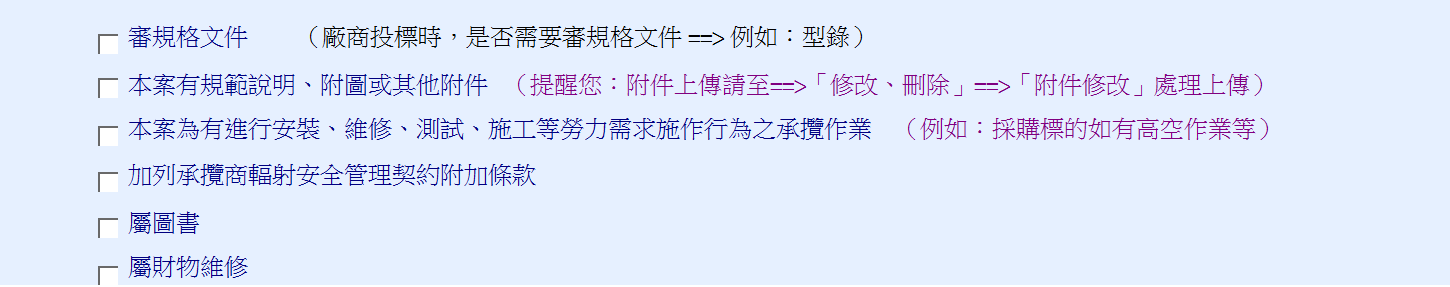 審規格文件 （廠商投標時，是否需要審規格文件 ==> 例如：型錄）
本案有規範說明、附圖或其他附件 （提醒您：附件上傳請至==>「修改、刪除」==>「附件修改」處理上傳）
本案為有進行安裝、維修、測試、施工等勞力需求施作行為之承攬作業 （例如：採購標的如有高空作業等）
加列承攬商輻射安全管理契約附加條款
屬圖書
屬財物維修